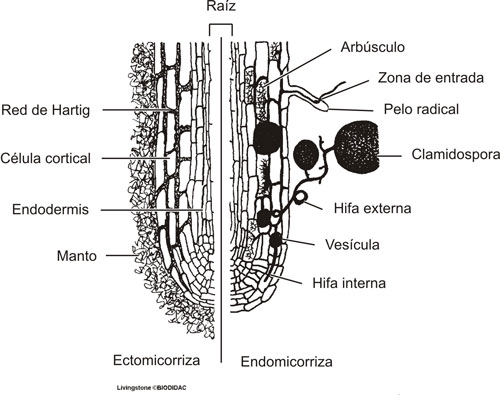 Raíz
Arbúsculo
Zona de entrada
Pelo radical
Red de Hartig
Clamidospora
Célula cortical
Endodermis
Hifa externa
Vesícula
Manto
Hifa interna
Ectomicorriza
Endomicorriza
Livingstone ©BIODIDAC